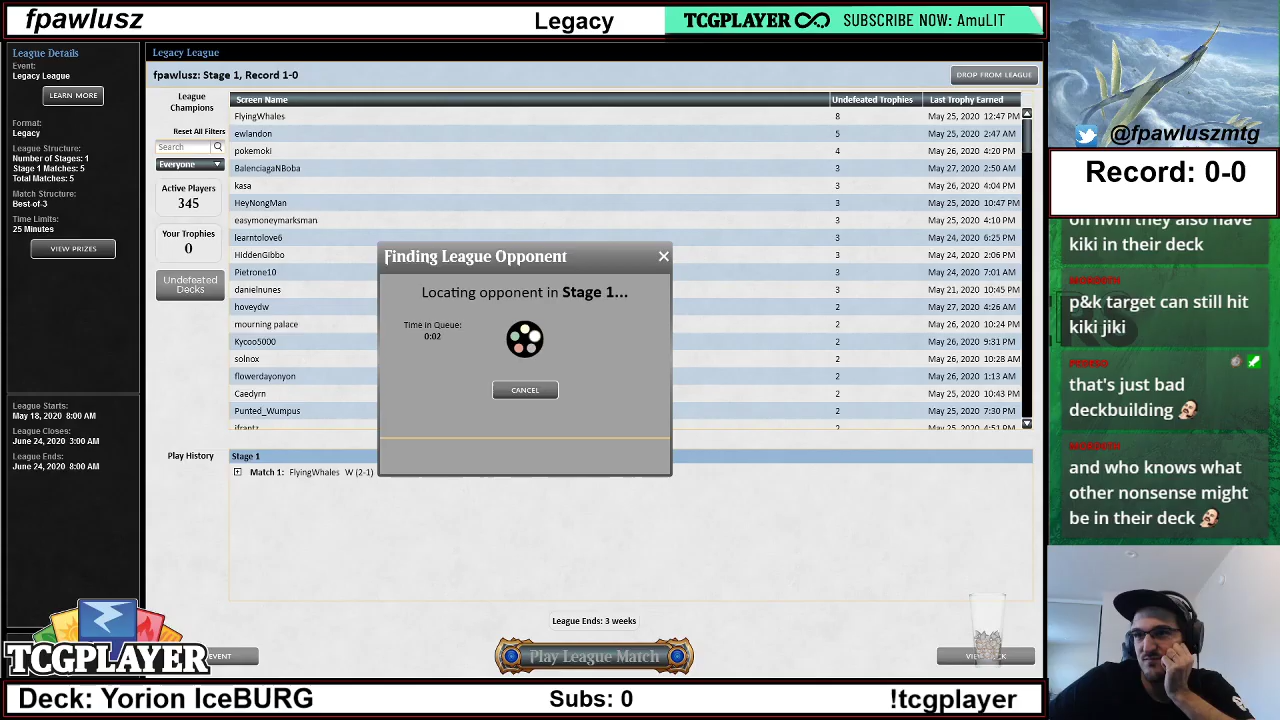 fpawlusz
Legacy
TCGPLAYER SUBSCRIBE NOW: AmuLIT
League Details
Event:
Legacy League
LEARN MORE
Format:
Legacy
League Structure:
Number of Stages: 1
Stage 1 Matches: 5
Total Matches: 5
Match Structure:
Best-of-3
Time Limits:
25 Minutes
VIEW PRIZES
League Starts:
May 18, 2020 8:00 AM
League Closes:
June 24, 2020 3:00 AM
League Ends:
June 24, 2020 8:00 AM
Legacy League
fpawlusz: Stage 1, Record 1-0
DROP FROM LEAGUE
League
Champions
Reset All Filters
Search
Everyone
Active Players
345
Your Trophies
0
Undefeated
Decks
Screen Name Undefeated Trophies Last Trophy Earned
FlyingWhales 8 May 25, 2020 12:47 PM
ewlandon 5 May 25, 2020 2:47 AM
pokemoki 4 May 26, 2020 4:20 PM
BalenciagaNBoba 3 May 27, 2020 2:50 AM
kasa 3 May 26, 2020 4:04 PM
HeyNongMan 3 May 25, 2020 10:47 PM
easymoneymarksman 3 May 25, 2020 4:10 PM
learntolove6 3 May 24, 2020 6:25 PM
HiddenGibbo 3 May 24, 2020 2:06 PM
Pietrone10 3 May 24, 2020 7:01 AM
danielnunes 3 May 21, 2020 10:45 PM
hoveydw 2 May 27, 2020 4:26 AM
mourning palace 2 May 26, 2020 10:24 PM
Kycoo5000 2 May 26, 2020 9:31 PM
solnox 2 May 26, 2020 10:28 AM
flowerdayonyon 2 May 26, 2020 1:13 AM
Caedyrn 2 May 25, 2020 10:43 PM
Punted_Wumpus 2 May 25, 2020 7:30 PM
ifrantz 2 May 25, 2020 4:51 PM
Finding League Opponent
Locating opponent in Stage 1...
Time in Queue:
0:02
CANCEL
Play History
Stage 1
Match 1: FlyingWhales W (2-1)
League Ends: 3 weeks
Play League Match
EVENT
TCGPLAYER
@fpawluszmtg
Record: 0-0
oh nvm they also have
kiki in their deck
p&k target can still hit
kiki jiki
that's just bad
deckbuilding
and who knows what
other nonsense might
be in their deck
Deck: Yorion IceBURG
Subs: 0
!tcgplayer